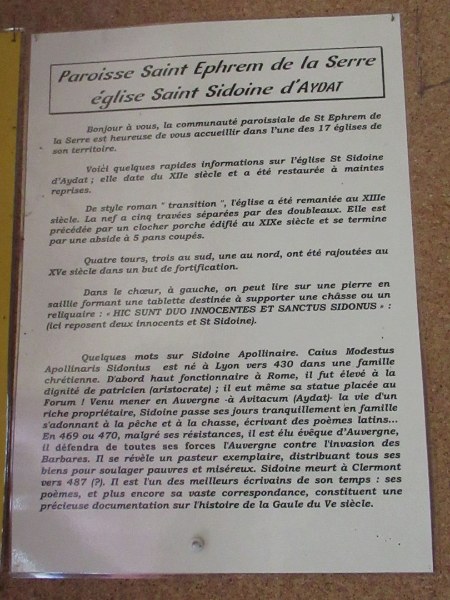 Paroisse Saint Ephrem de la Serre
église Saint Sidoine d'AYDAT
Bonjour à vous, la communauté paroissiale de St Ephrem de
la Serre est heureuse de vous accueillir dans l'une des 17 églises de
son territoire.
Voici quelques rapides informations sur l'église St Sidoine
d'Aydat ; elle date du XIIe siècle et a été restaurée à maintes
reprises.
De style roman " transition ", l'église a été remaniée au XIIIe
siècle. La nef a cinq travées séparées par des doubleaux. Elle est
précédée par un clocher porche édifié au XIXe siècle et se termine
par une abside à 5 pans coupés.
Quatre tours, trois au sud, une au nord, ont été rajoutées au
XVe siècle dans un but de fortification.
Dans le chœur, à gauche, on peut lire sur une pierre en
saillie formant une tablette destinée à supporter une châsse ou un
reliquaire : « HIC SUNT DUO INNOCENTES ET SANCTUS SIDONUS » :
(ici reposent deux innocents et St Sidoine).
Quelques mots sur Sidoine Apollinaire. Caius Modestus
Apollinaris Sidonius est né à Lyon vers 430 dans une famille
chrétienne. D'abord haut fonctionnaire à Rome, il fut élevé à la
dignité de patricien (aristocrate) ; il eut même sa statue placée au
Forum ! Venu mener en Auvergne -à Avitacum (Aydat)- la vie d'un
riche propriétaire, Sidoine passe ses jours tranquillement en famille
s'adonnant à la pêche et à la chasse, écrivant des poèmes latins...
En 469 ou 470, malgré ses résistances, il est élu évêque d'Auvergne,
il défendra de toutes ses forces l'Auvergne contre l'invasion des
Barbares. Il se révèle un pasteur exemplaire, distribuant tous ses
biens pour soulager pauvres et miséreux. Sidoine meurt à Clermont
vers 487 (?). Il est l'un des meilleurs écrivains de son temps : ses
poèmes, et plus encore sa vaste correspondance, constituent une
précieuse documentation sur l'histoire de la Gaule du Ve siècle.